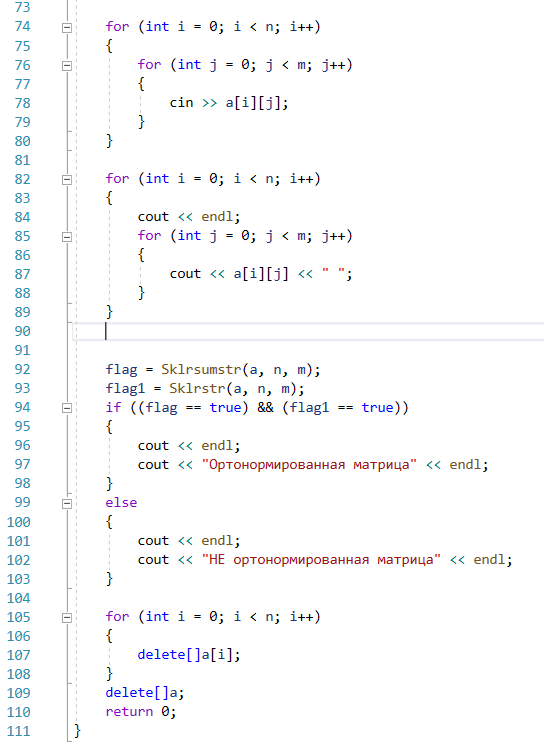 73
74 for (int i = 0; i < n; i++)
75 {
76 for (int j = 0; j < m; j++)
77 {
78 cin >> a[i][j];
79 }
80 }
81
82 for (int i = 0; i < n; i++)
83 {
84 cout << endl;
85 for (int j = 0; j < m; j++)
86 {
87 cout << a[i][j] << " ";
88 }
89 }
90
91
92 flag = Sklrsumstr(a, n, m);
93 flag1 = Sklrstr(a, n, m);
94 if ((flag == true) && (flag1 == true))
95 {
96 cout << endl;
97 cout << "Ортонормированная матрица" << endl;
98 }
99 else
100 {
101 cout << endl;
102 cout << "НЕ ортонормированная матрица" << endl;
103 }
104
105 for (int i = 0; i < n; i++)
106 {
107 delete[]a[i];
108 }
109 delete[]a;
110 return 0;
111 }